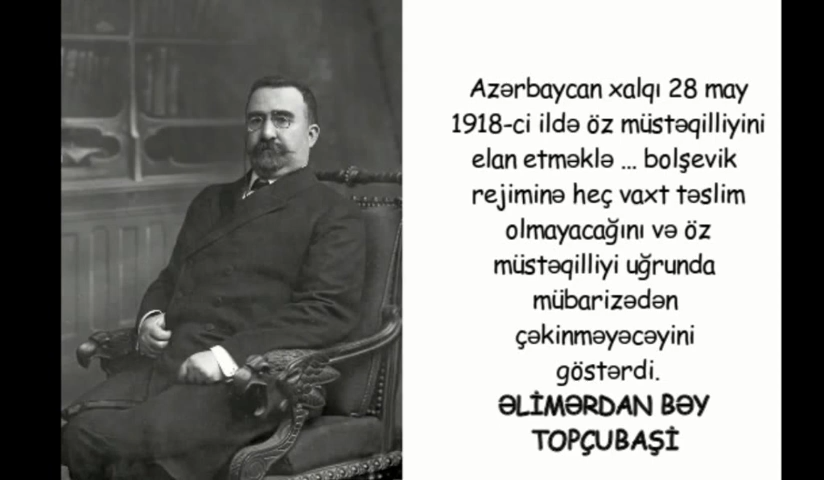 Azərbaycan xalqı 28 may
1918-ci ildə öz müstəqilliyini
elan etməklə ... bolşevik
rejiminə heç vaxt təslim
olmayacağını və öz
müstəqilliyi uğrunda
mübarizədən
çəkinməyəcəyini
göstərdi.
ƏLİMƏRDAN BƏY
TOPÇUBAŞİ